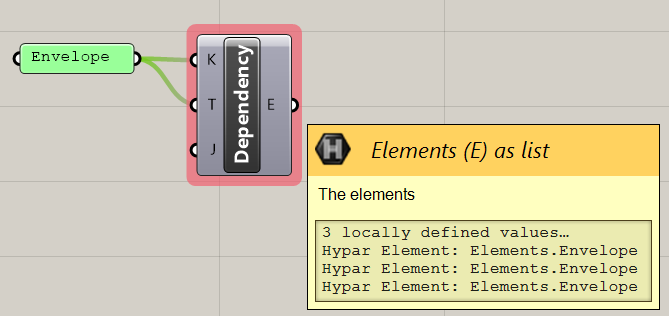 Envelope
K
T
J
Dependency
E
H
Elements (E) as list
The elements
3 locally defined values…
Hypar Element: Elements.Envelope
Hypar Element: Elements.Envelope
Hypar Element: Elements.Envelope